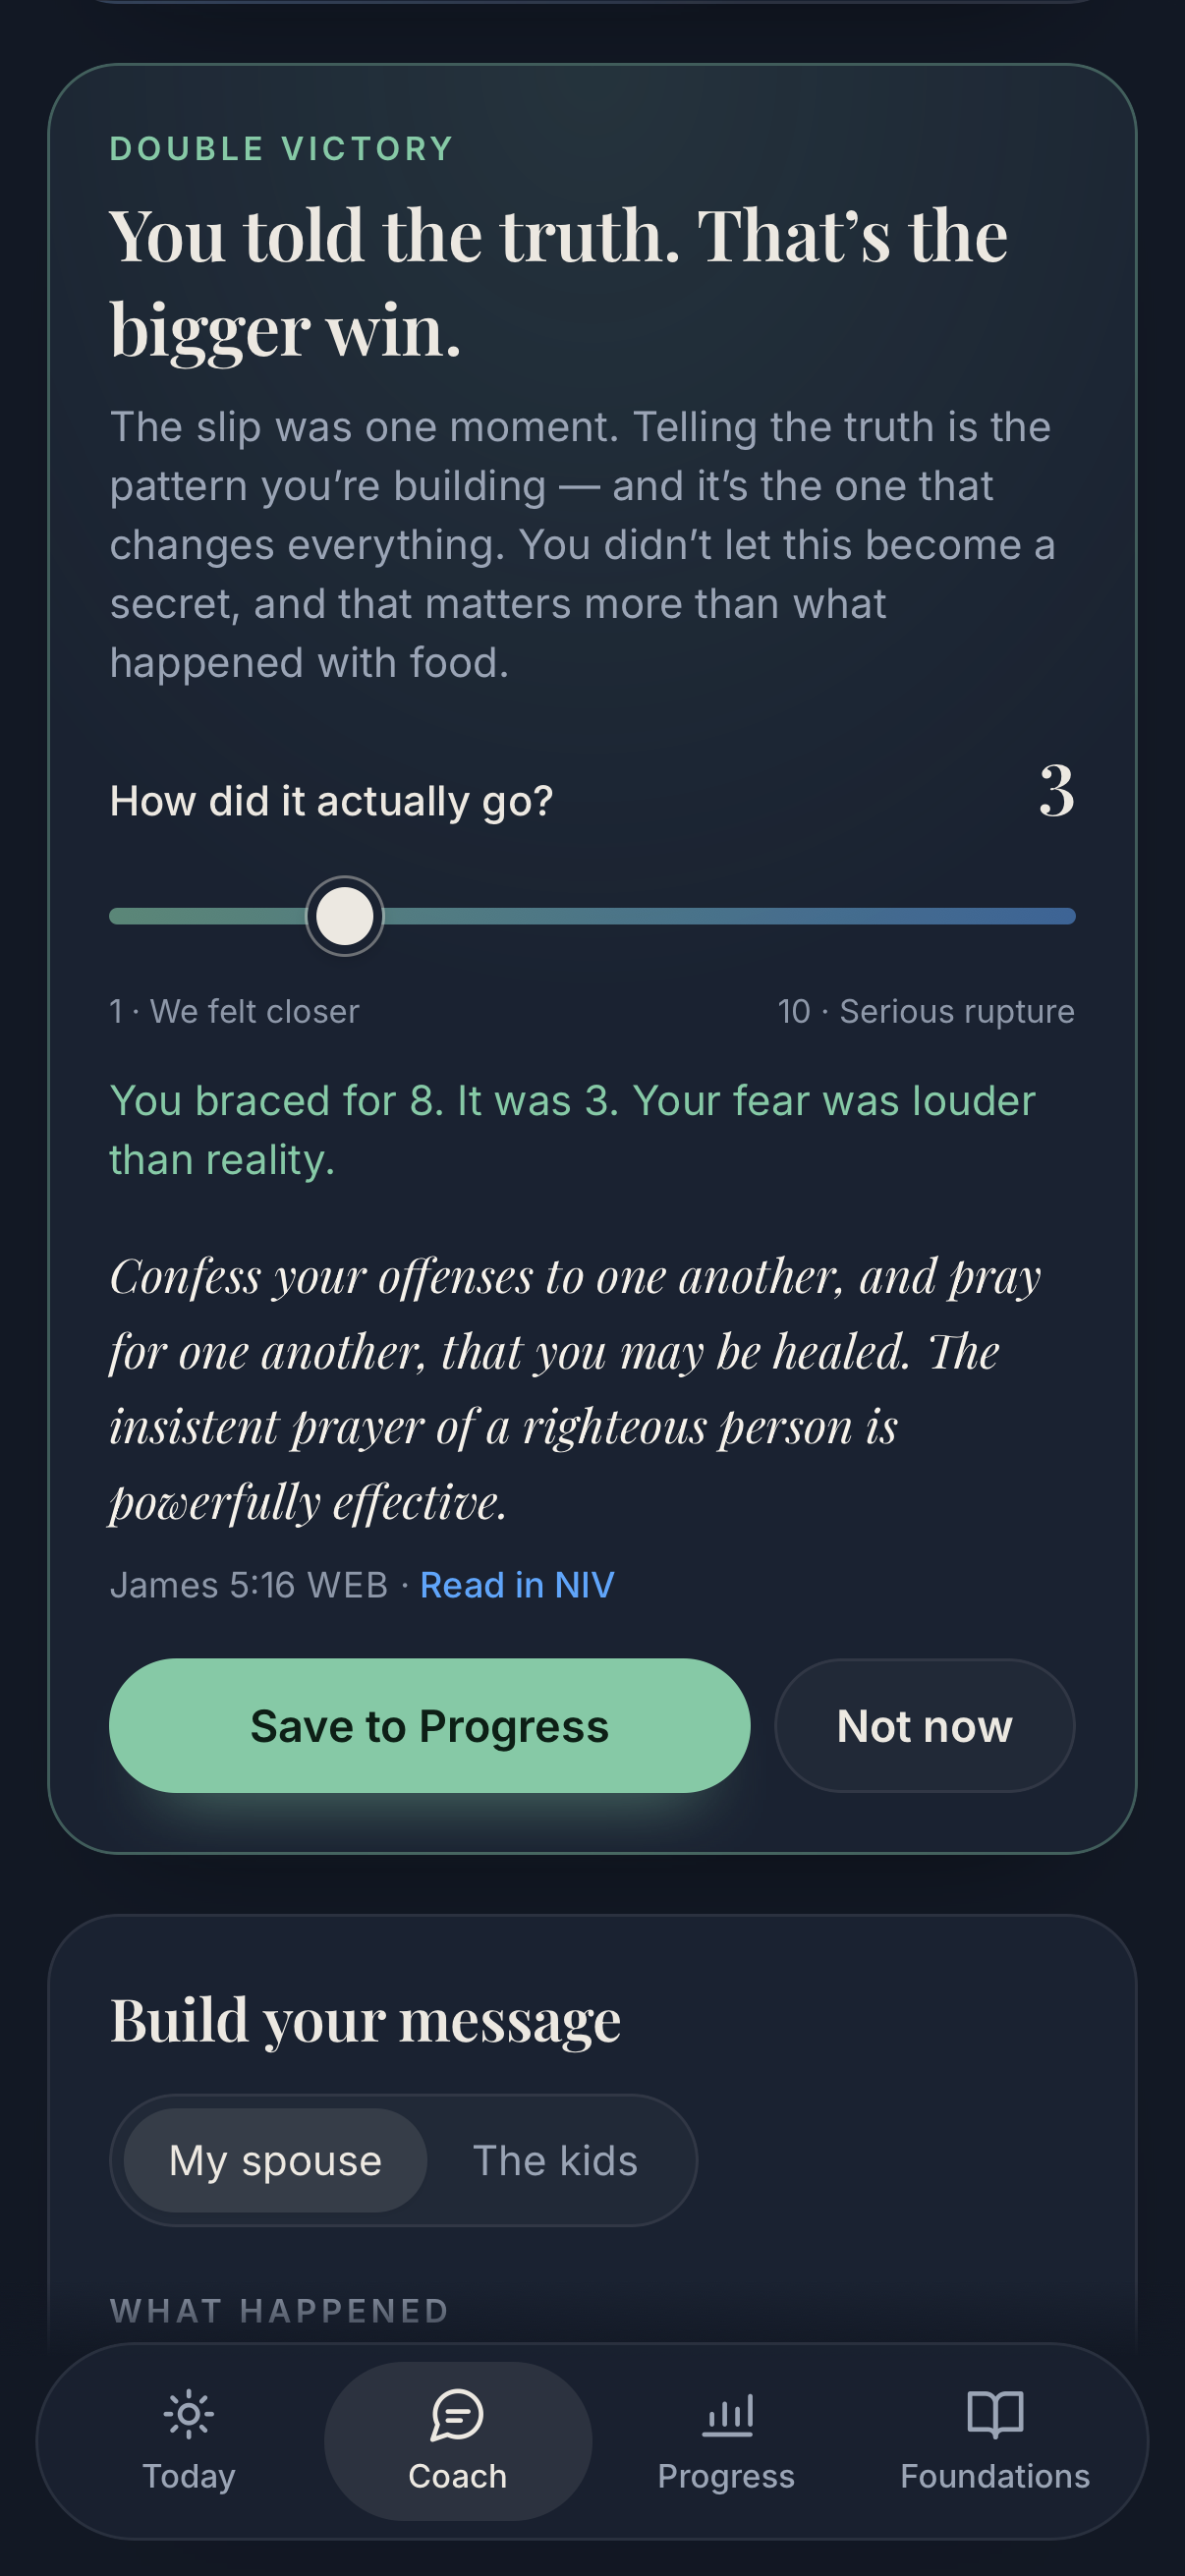 DOUBLE VICTORY
You told the truth. That’s the
bigger win.
The slip was one moment. Telling the truth is the
pattern you’re building — and it’s the one that
changes everything. You didn’t let this become a
secret, and that matters more than what
happened with food.
How did it actually go?
3
1 · We felt closer
10 · Serious rupture
You braced for 8. It was 3. Your fear was louder
than reality.
Confess your offenses to one another, and pray
for one another, that you may be healed. The
insistent prayer of a righteous person is
powerfully effective.
James 5:16 WEB · Read in NIV
Save to Progress
Not now
Build your message
My spouse
The kids
WHAT HAPPENED
Today
Coach
Progress
Foundations